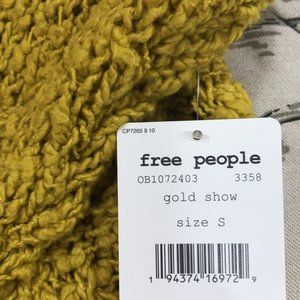 CP7265 9 10
free people
OB1072403 3358
gold show
size S
1 94374 16972 9